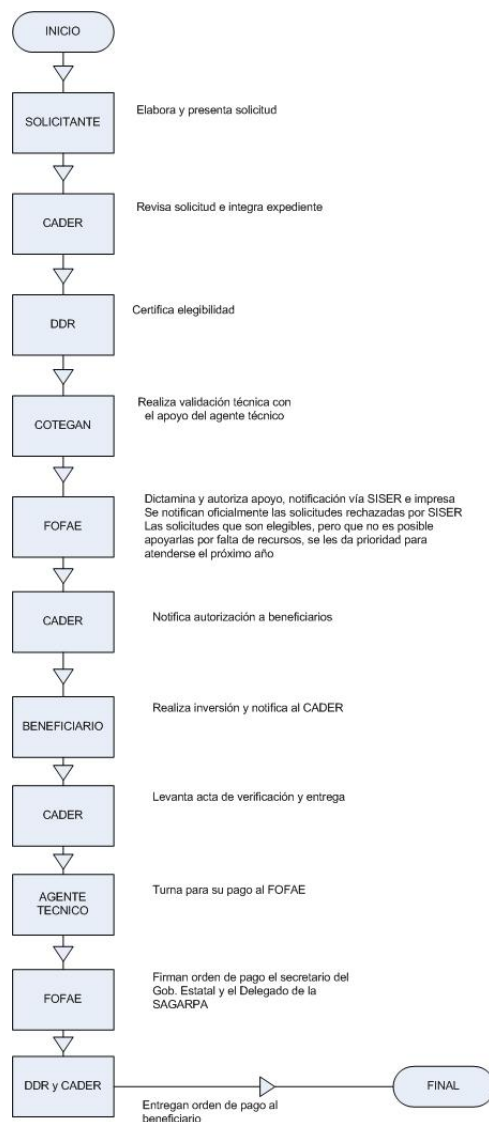 INICIO
SOLICITANTE
Elabora y presenta solicitud
CADER
Revisa solicitud e integra expediente
DDR
Certifica elegibilidad
COTEGAN
Realiza validación técnica con
el apoyo del agente técnico
FOFAE
Dictamina y autoriza apoyo, notificación vía SISER e impresa
Se notifican oficialmente las solicitudes rechazadas por SISER
Las solicitudes que son elegibles, pero que no es posible
apoyarlas por falta de recursos, se les da prioridad para
atenderse el próximo año
CADER
Notifica autorización a beneficiarios
BENEFICIARIO
Realiza inversión y notifica al CADER
CADER
Levanta acta de verificación y entrega
AGENTE
TECNICO
Turna para su pago al FOFAE
FOFAE
Firman orden de pago el secretario del
Gob. Estatal y el Delegado de la
SAGARPA
DDR y CADER
Entregan orden de pago al
beneficiario
FINAL